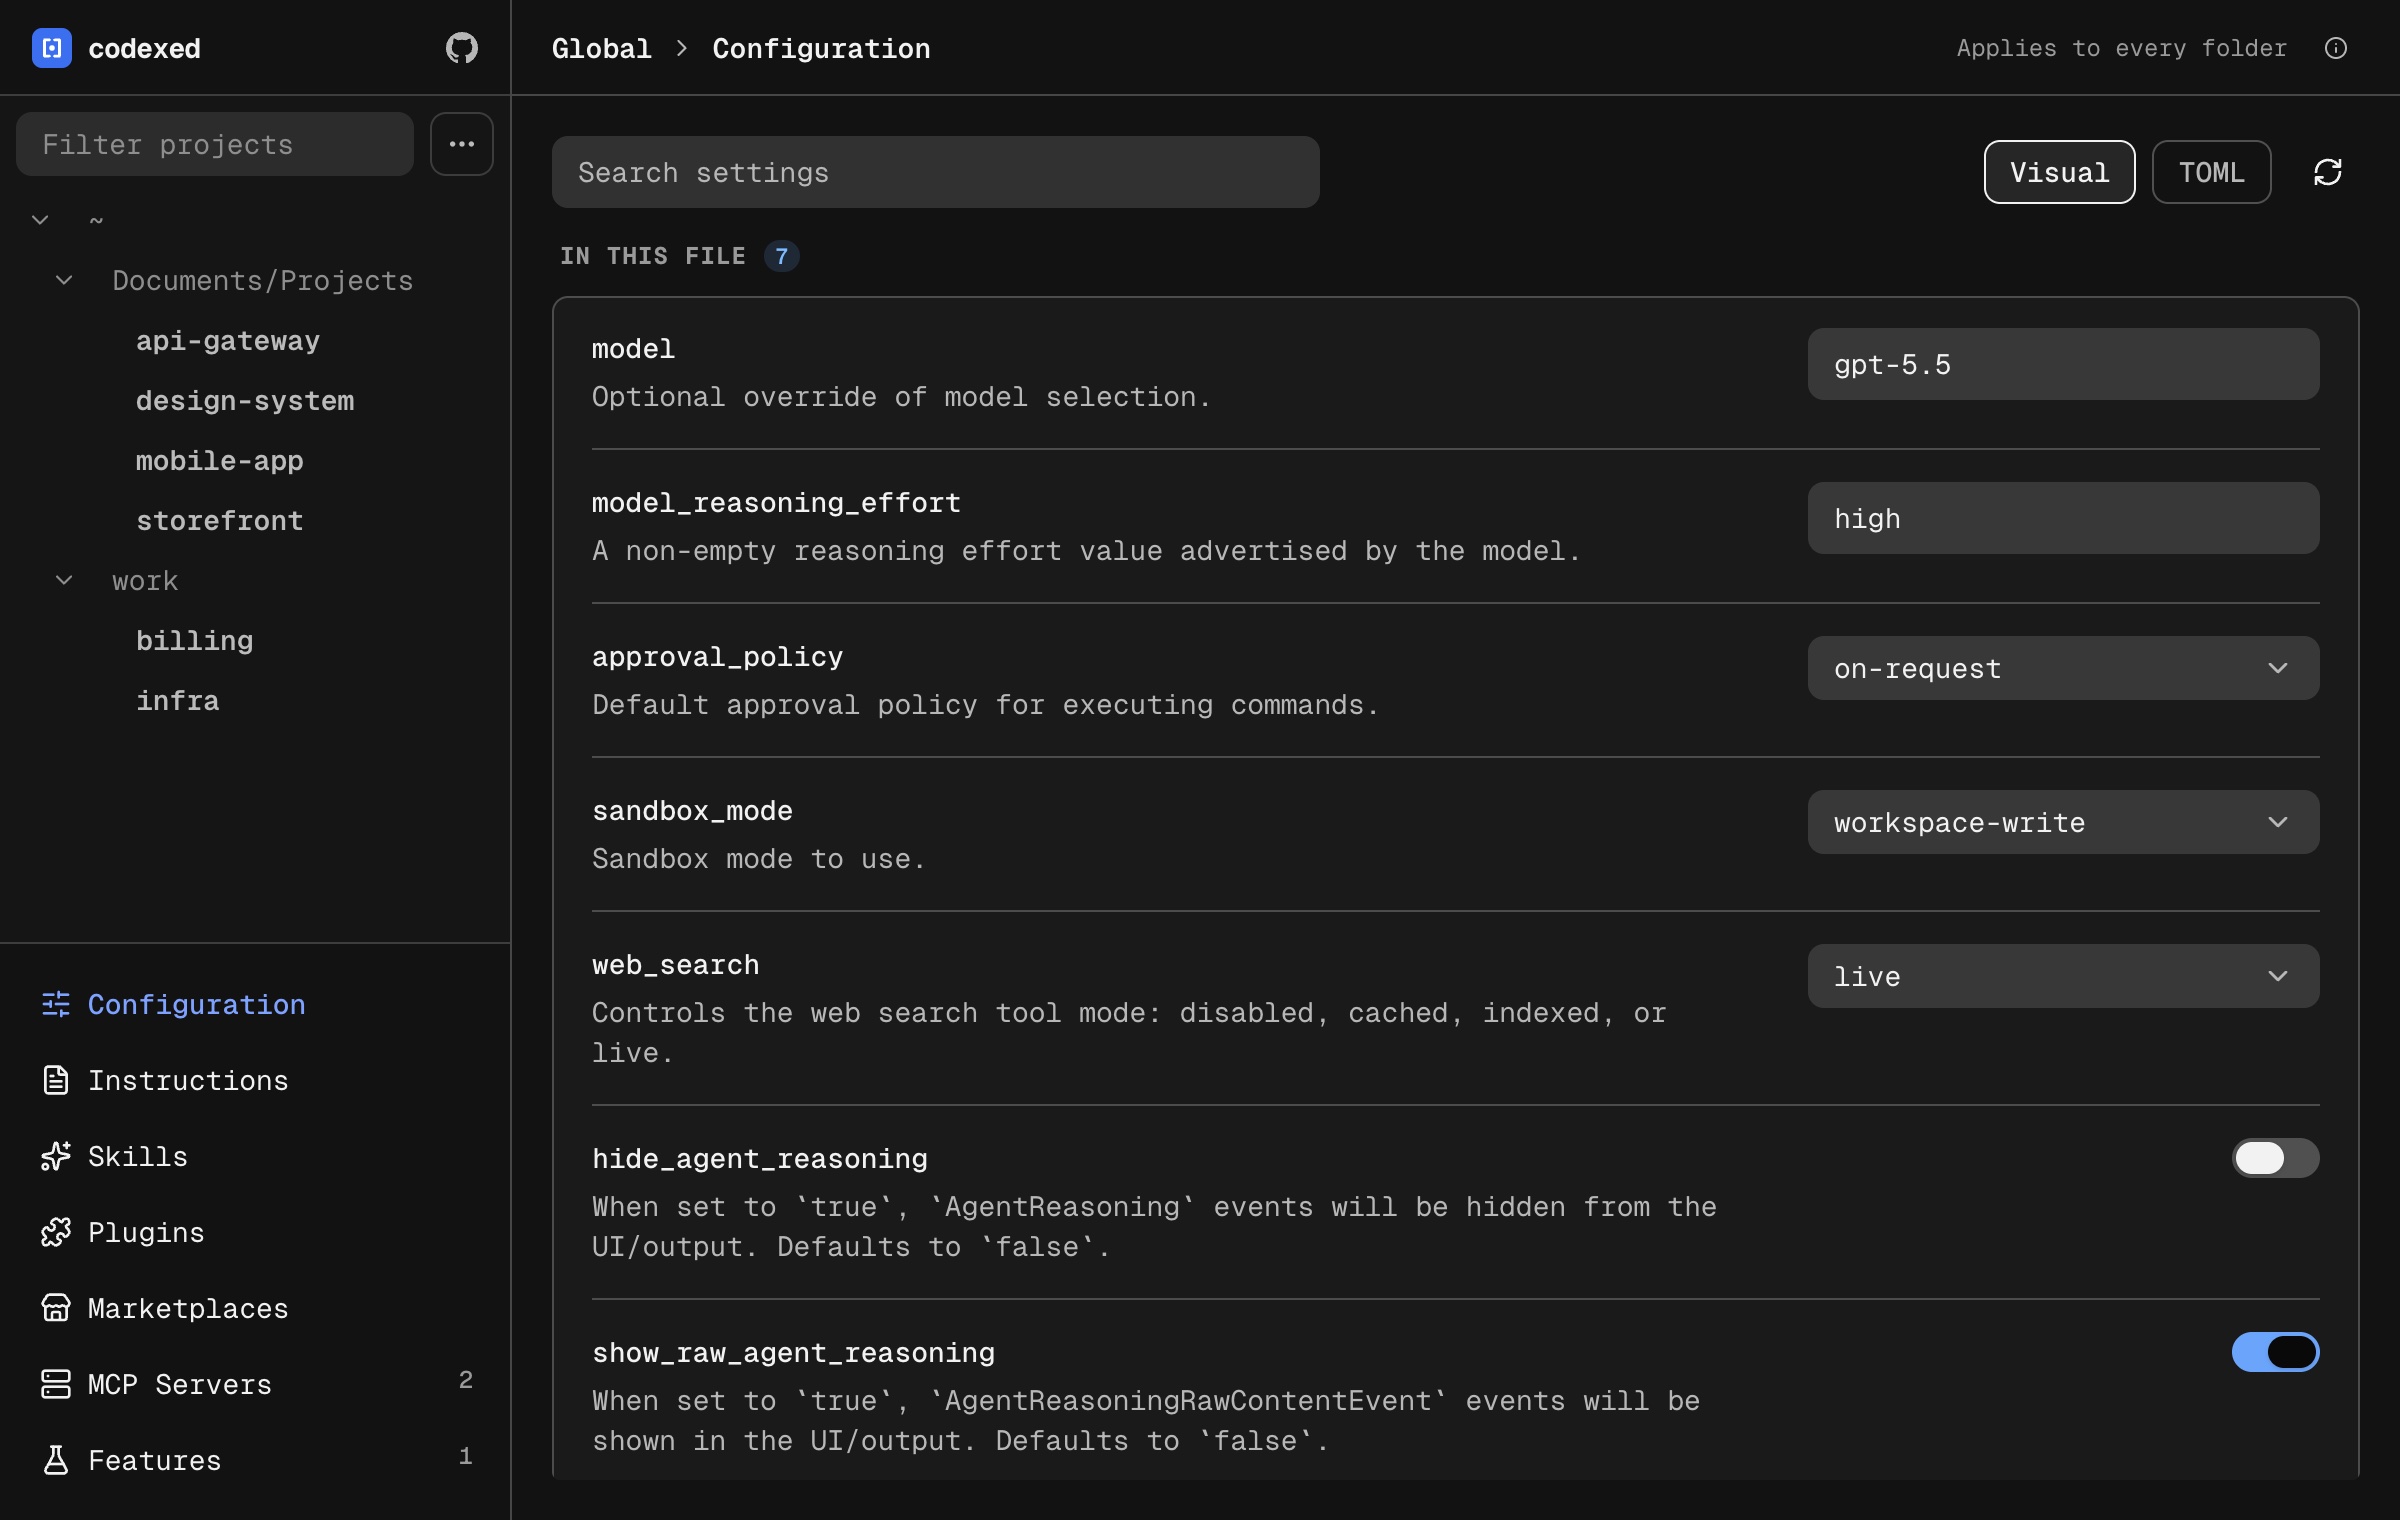 codexed
Filter projects
~
Documents/Projects
api-gateway
design-system
mobile-app
storefront
work
billing
infra
Configuration
Instructions
Skills
Plugins
Marketplaces
MCP Servers 2
Features 1
Global > Configuration
Applies to every folder
Search settings
Visual
TOML
IN THIS FILE 7
model
Optional override of model selection.
gpt-5.5
model_reasoning_effort
A non-empty reasoning effort value advertised by the model.
high
approval_policy
Default approval policy for executing commands.
on-request
sandbox_mode
Sandbox mode to use.
workspace-write
web_search
Controls the web search tool mode: disabled, cached, indexed, or
live.
live
hide_agent_reasoning
When set to `true`, `AgentReasoning` events will be hidden from the
UI/output. Defaults to `false`.
show_raw_agent_reasoning
When set to `true`, `AgentReasoningRawContentEvent` events will be
shown in the UI/output. Defaults to `false`.